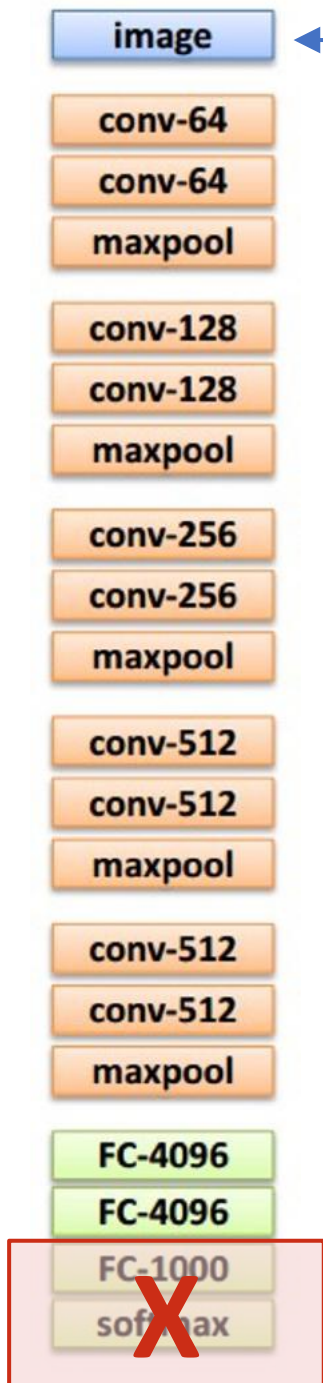 image
conv-64
conv-64
maxpool
conv-128
conv-128
maxpool
conv-256
conv-256
maxpool
conv-512
conv-512
maxpool
conv-512
conv-512
maxpool
FC-4096
FC-4096
FC-1000
softmax
X